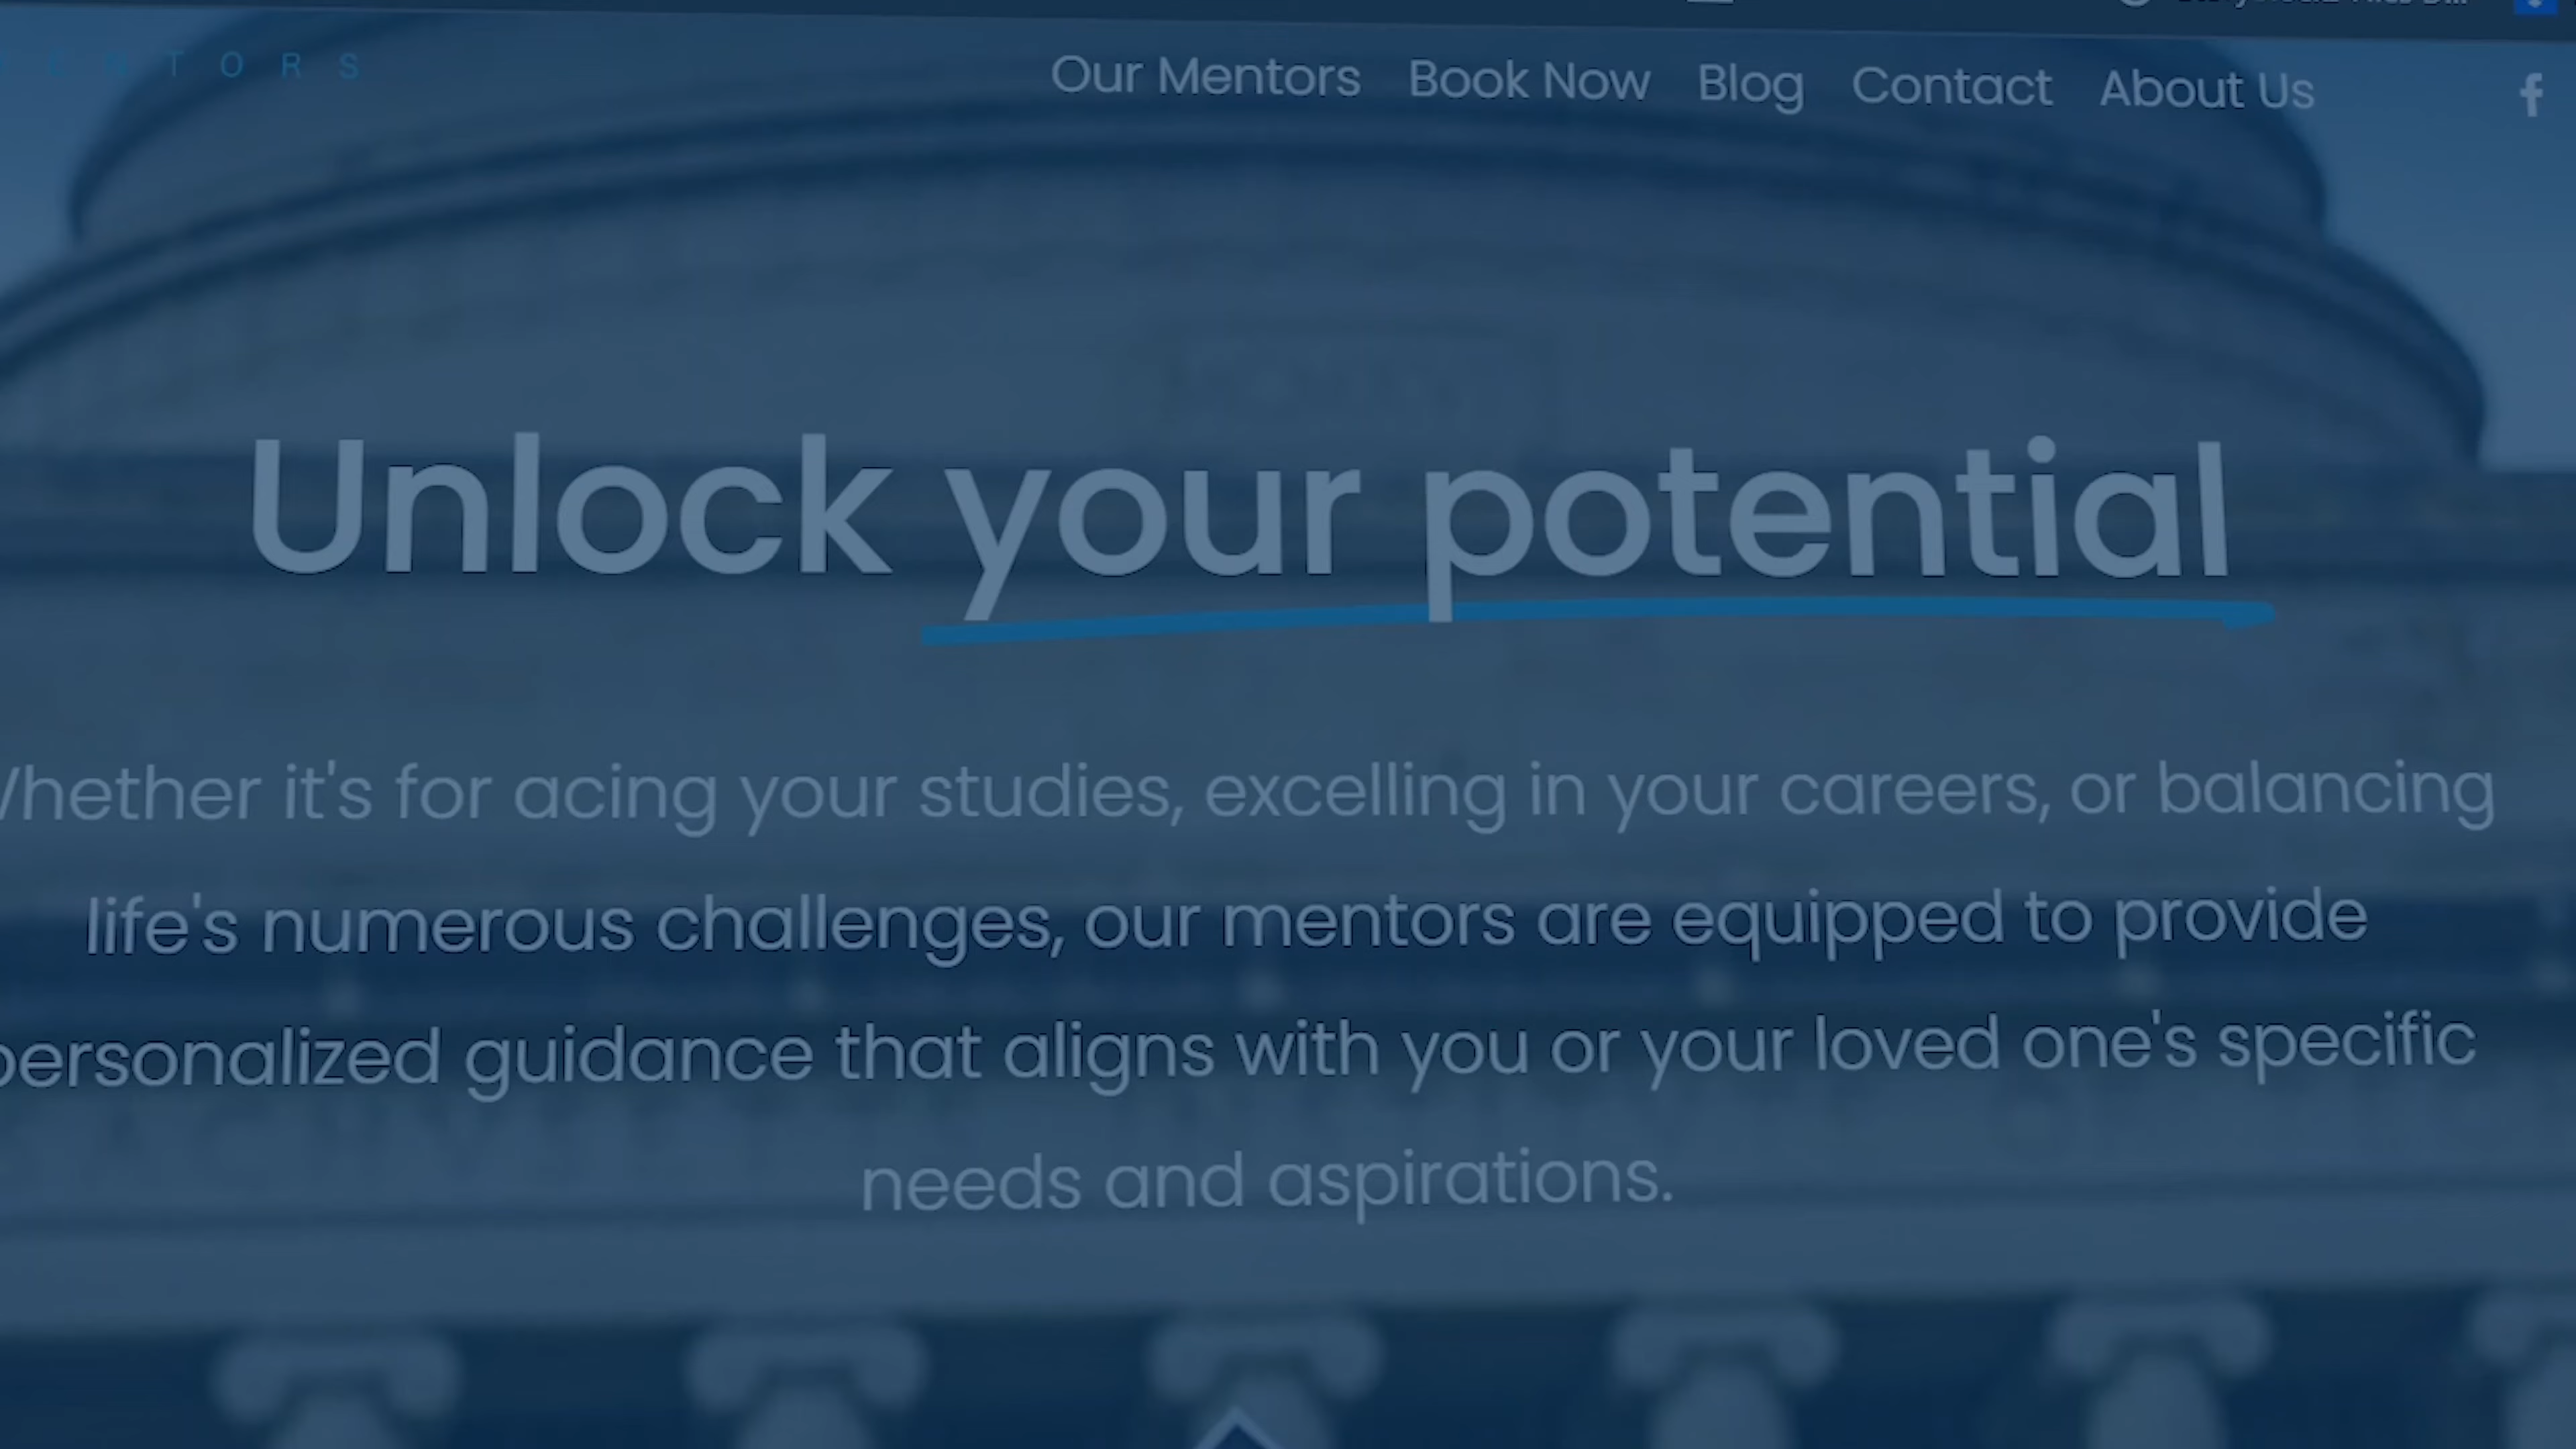 Our Mentors Book Now Blog Contact About Us
Unlock your potential
Whether it's for acing your studies, excelling in your careers, or balancing
life's numerous challenges, our mentors are equipped to provide
personalized guidance that aligns with you or your loved one's specific
needs and aspirations.